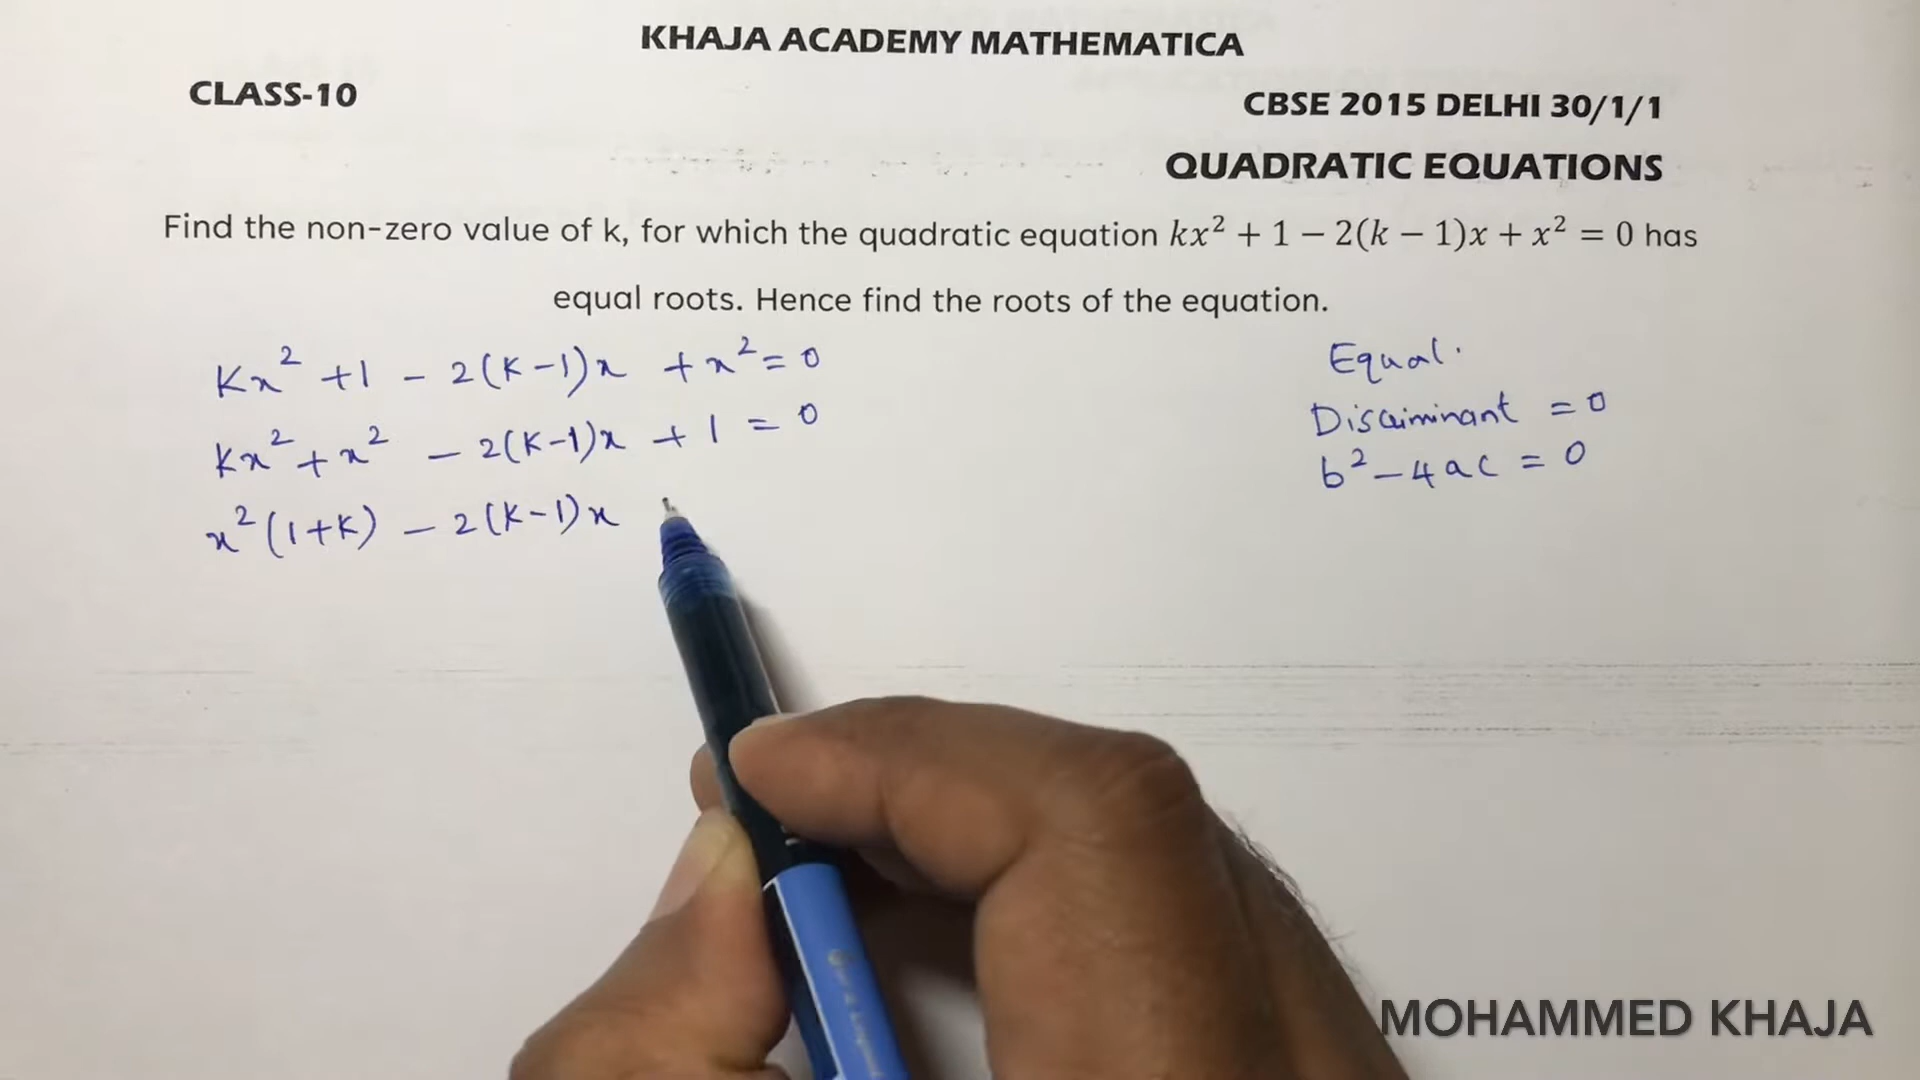 KHAJA ACADEMY MATHEMATICA
CLASS-10
CBSE 2015 DELHI 30/1/1
QUADRATIC EQUATIONS
Find the non-zero value of k, for which the quadratic equation kx² + 1 − 2(k − 1)x + x² = 0 has
equal roots. Hence find the roots of the equation.
Kx² + 1 − 2(K−1)x + x² = 0
Kx² + x² − 2(K−1)x + 1 = 0
x²(1+K) − 2(K−1)x
Equal.
Discriminant = 0
b² − 4ac = 0
MOHAMMED KHAJA